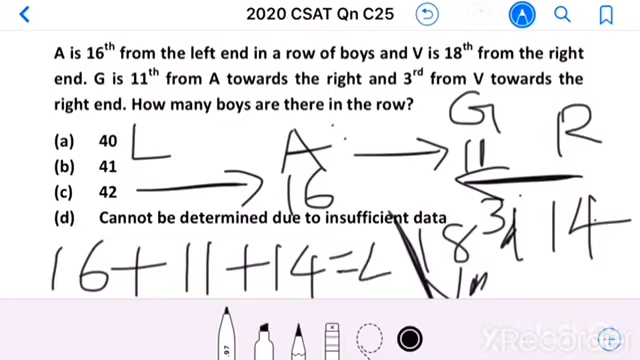 2020 CSAT Qn C25
A is 16th from the left end in a row of boys and V is 18th from the right
end. G is 11th from A towards the right and 3rd from V towards the
right end. How many boys are there in the row?
(a) 40
(b) 41
(c) 42
(d) Cannot be determined due to insufficient data
L A G R
16 11
18 3 14
16+11+14=4
97
XRecorder